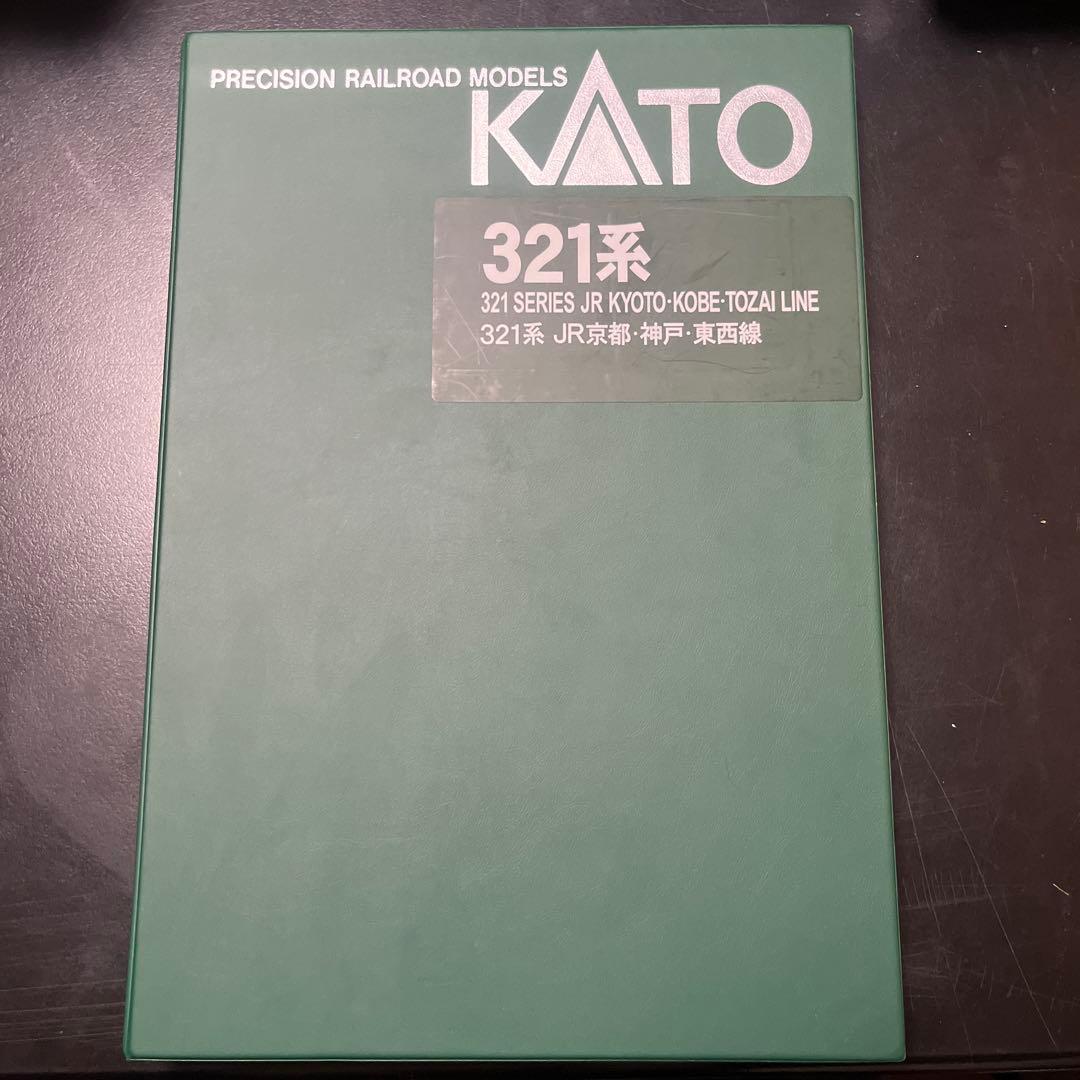 PRECISION RAILROAD MODELS
KATO
321系
321 SERIES JR KYOTO·KOBE·TOZAI LINE
321系 JR京都·神戸·東西線